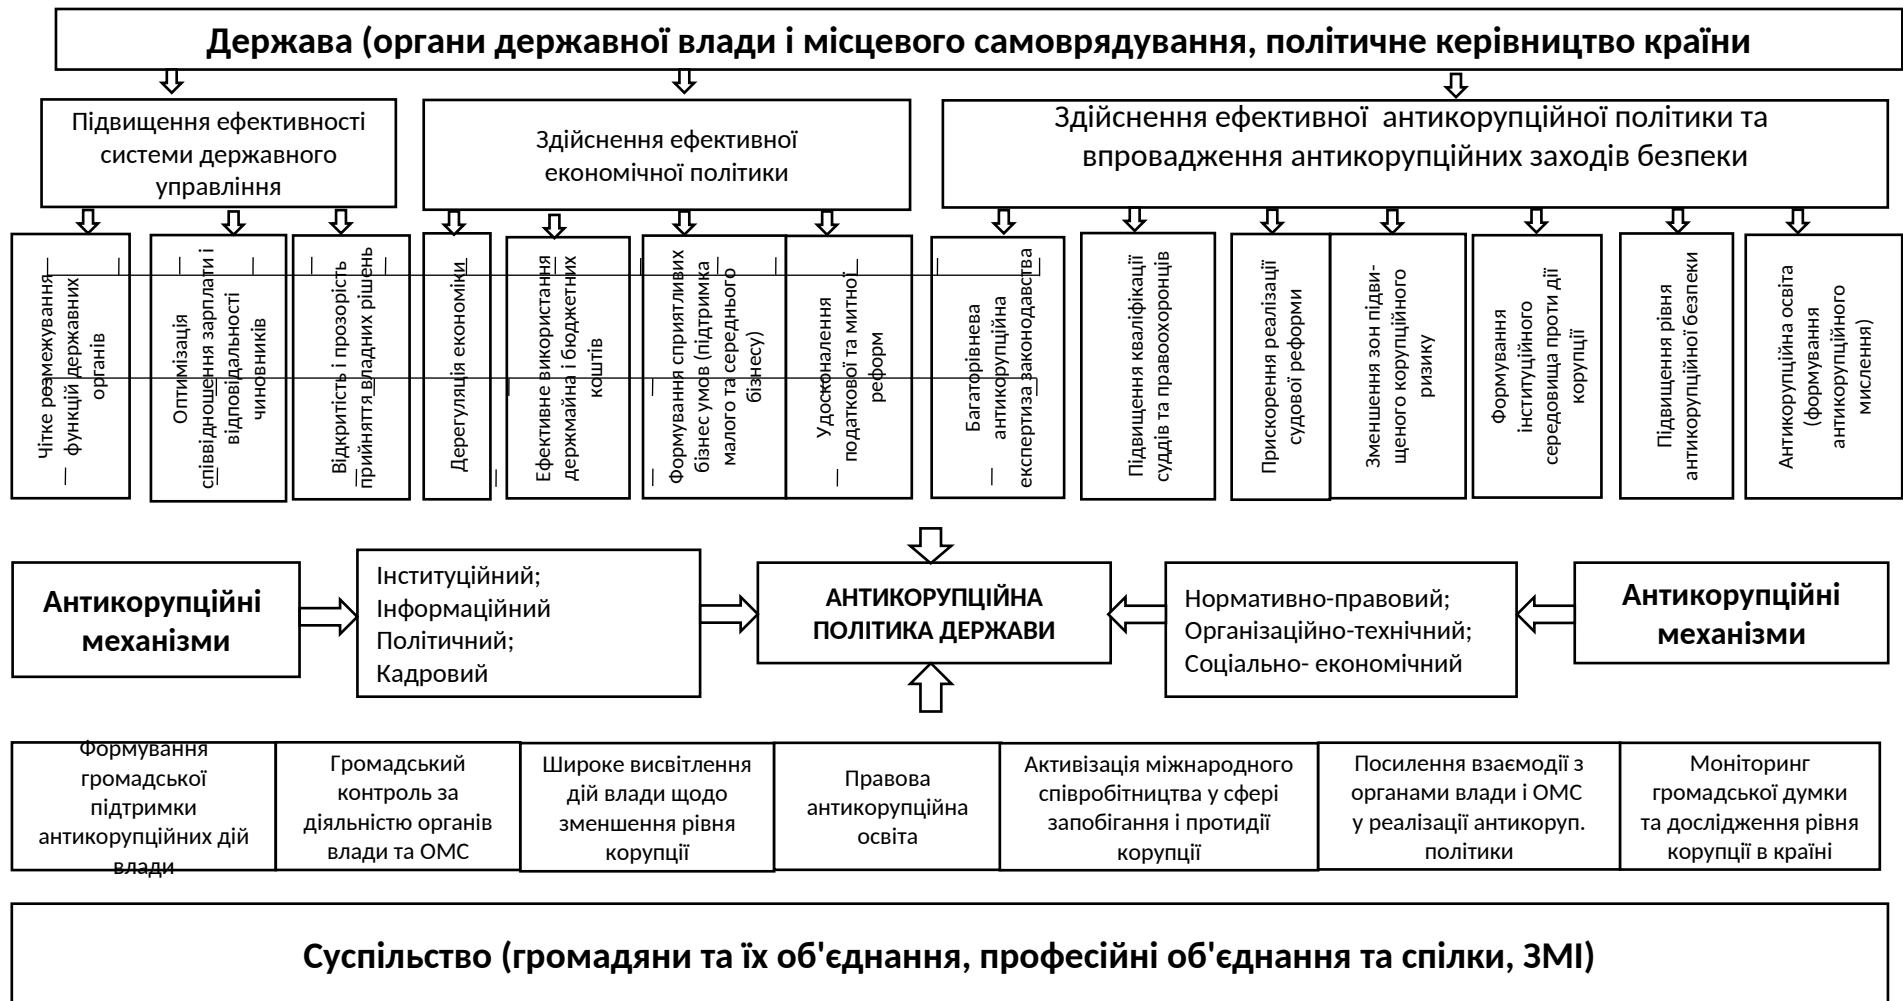 Держава (органи державної влади і місцевого самоврядування, політичне керівництво країни
Підвищення ефективності
системи державного
управління
Здійснення ефективної
економічної політики
Здійснення ефективної антикорупційної політики та
впровадження антикорупційних заходів безпеки
Чітке розмежування
функцій державних
органів
Оптимізація
співвідношення зарплати і
відповідальності
чиновників
Відкритість і прозорість
прийняття владних рішень
Дерегуляція економіки
Ефективне використання
держмайна і бюджетних
коштів
Формування сприятливих
бізнес умов (підтримка
малого та середнього
бізнесу)
Удосконалення
податкової та митної
реформ
Багаторівнева
антикорупційна
експертиза законодавства
Підвищення кваліфікації
суддів та правоохоронців
Прискорення реалізації
судової реформи
Зменшення зон підви-
щеного корупційного
ризику
Формування
інституційного
середовища проти дії
корупції
Підвищення рівня
антикорупційної безпеки
Антикорупційна освіта
(формування
антикорупційного
мислення)
Антикорупційні
механізми
Інституційний;
Інформаційний
Політичний;
Кадровий
АНТИКОРУПЦІЙНА
ПОЛІТИКА ДЕРЖАВИ
Нормативно-правовий;
Організаційно-технічний;
Соціально- економічний
Антикорупційні
механізми
Формування
громадської
підтримки
антикорупційних дій
влади
Громадський
контроль за
діяльністю органів
влади та ОМС
Широке висвітлення
дій влади щодо
зменшення рівня
корупції
Правова
антикорупційна
освіта
Активізація міжнародного
співробітництва у сфері
запобігання і протидії
корупції
Посилення взаємодії з
органами влади і ОМС
у реалізації антикоруп.
політики
Моніторинг
громадської думки
та дослідження рівня
корупції в країні
Суспільство (громадяни та їх об'єднання, професійні об'єднання та спілки, ЗМІ)